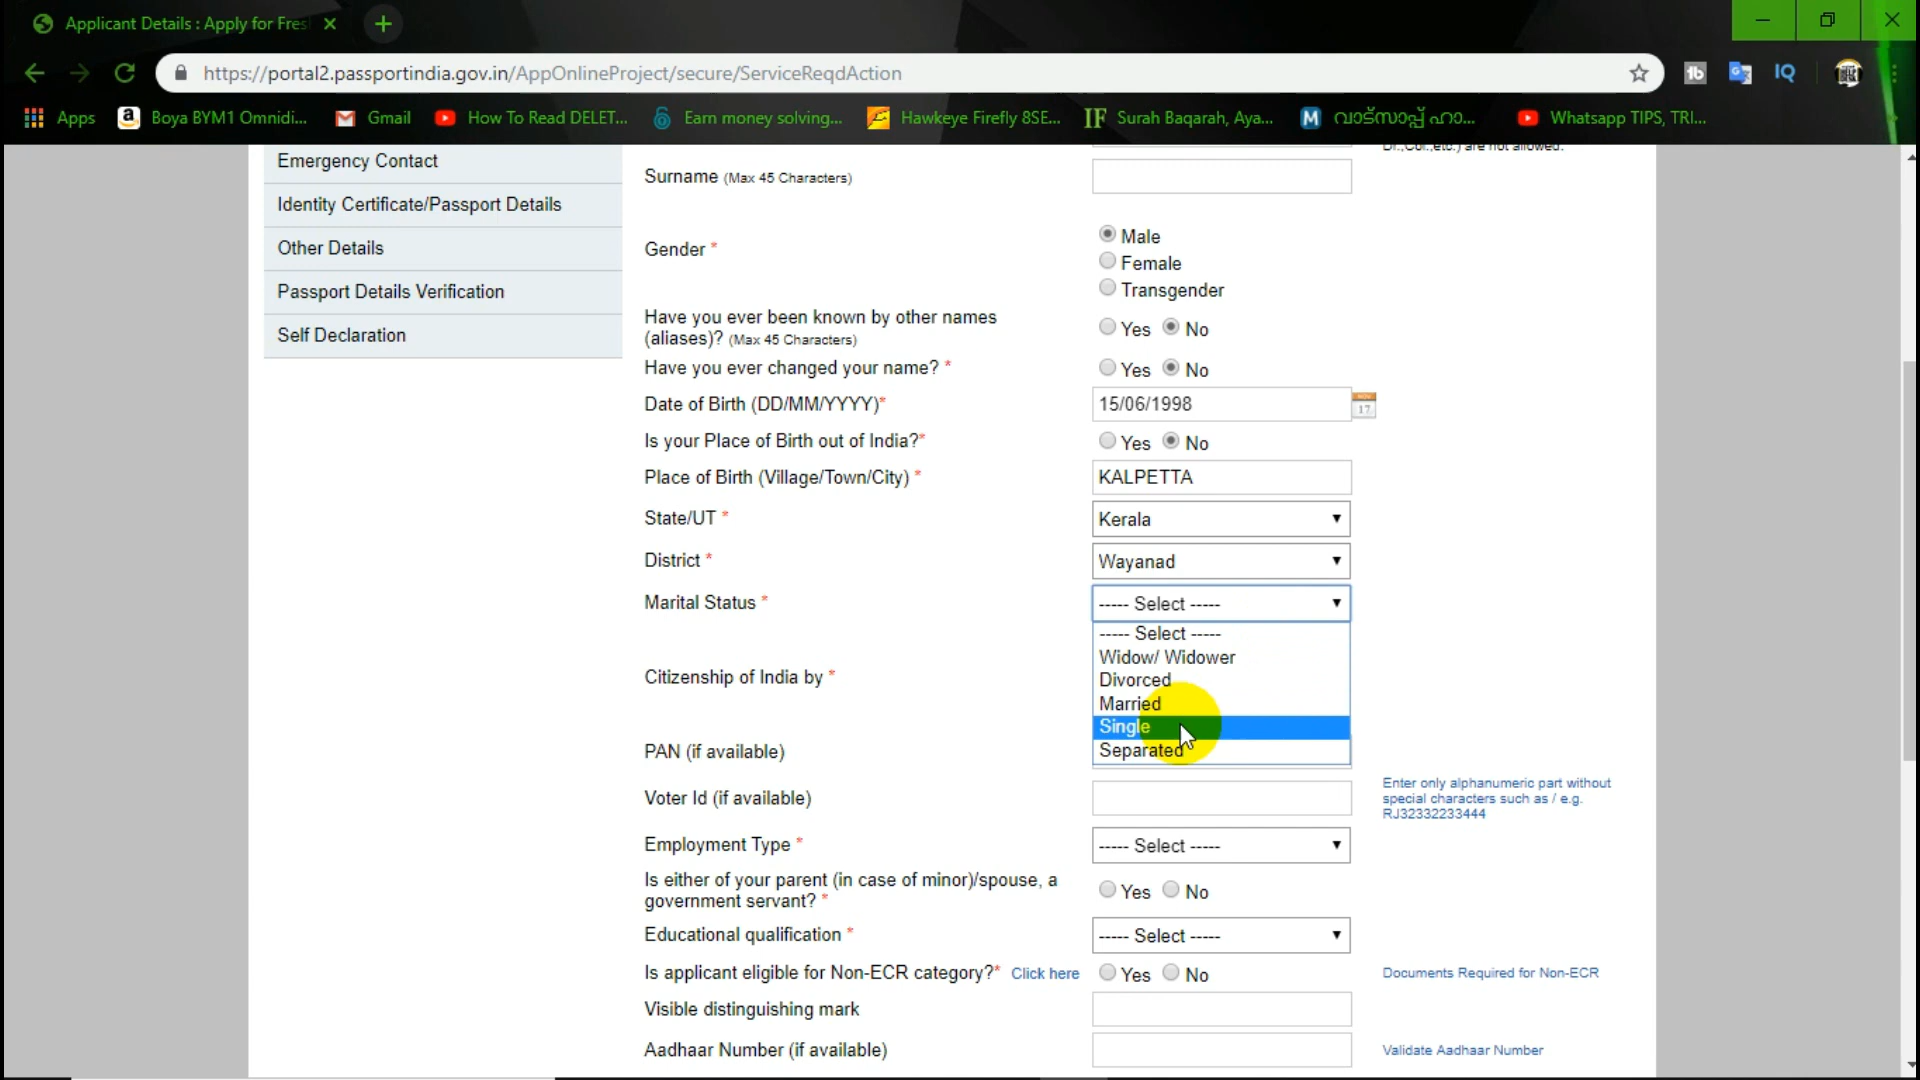 Applicant Details : Apply for Fres
https://portal2.passportindia.gov.in/AppOnlineProject/secure/ServiceReqdAction
Apps
Boya BYM1 Omnidi...
Gmail
How To Read DELET...
Earn money solving...
Hawkeye Firefly 8SE...
IF Surah Baqarah, Aya...
M വാട്സാപ്പ് ഹാ...
Whatsapp TIPS, TRI...
Emergency Contact
Identity Certificate/Passport Details
Other Details
Passport Details Verification
Self Declaration
Dr.,Col.,etc.) are not allowed.
Surname (Max 45 Characters)
Gender *
Male
Female
Transgender
Have you ever been known by other names
(aliases)? (Max 45 Characters)
Yes No
Have you ever changed your name? *
Yes No
Date of Birth (DD/MM/YYYY)*
15/06/1998
NOV
17
Is your Place of Birth out of India?*
Yes No
Place of Birth (Village/Town/City) *
KALPETTA
State/UT *
Kerala
District *
Wayanad
Marital Status *
----- Select -----
----- Select -----
Widow/ Widower
Divorced
Married
Single
Separated
Citizenship of India by *
PAN (if available)
Voter Id (if available)
Enter only alphanumeric part without
special characters such as / e.g.
RJ32332233444
Employment Type *
----- Select -----
Is either of your parent (in case of minor)/spouse, a
government servant? *
Yes No
Educational qualification *
----- Select -----
Is applicant eligible for Non-ECR category?* Click here
Yes No
Documents Required for Non-ECR
Visible distinguishing mark
Aadhaar Number (if available)
Validate Aadhaar Number